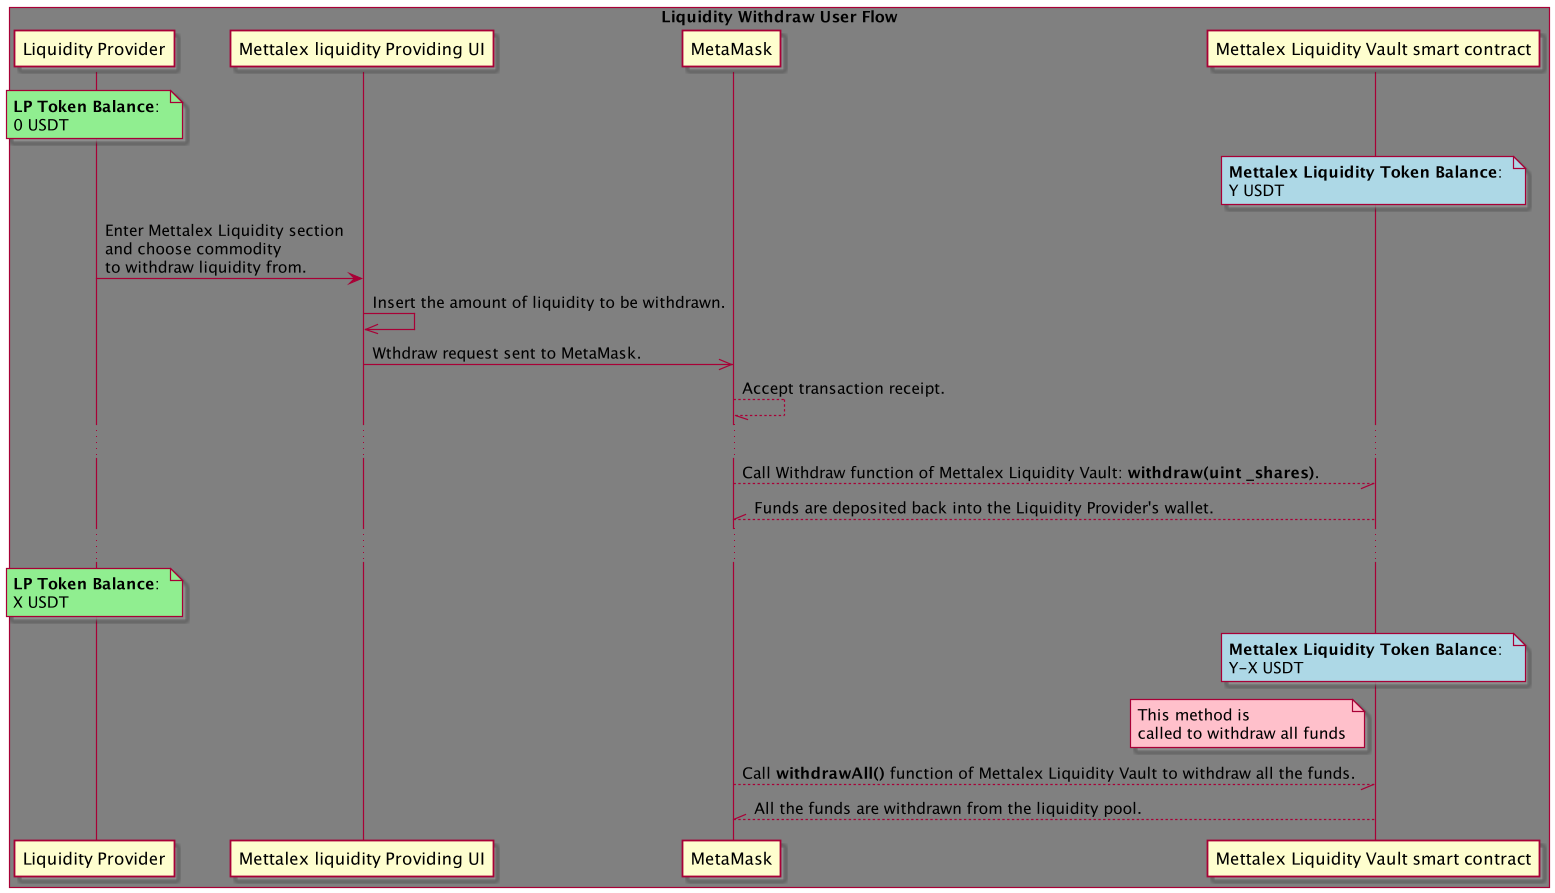 Liquidity Withdraw User Flow
Liquidity Provider
Mettalex liquidity Providing UI
MetaMask
Mettalex Liquidity Vault smart contract
LP Token Balance:
0 USDT
Mettalex Liquidity Token Balance:
Y USDT
Enter Mettalex Liquidity section
and choose commodity
to withdraw liquidity from.
Insert the amount of liquidity to be withdrawn.
Wthdraw request sent to MetaMask.
Accept transaction receipt.
Call Withdraw function of Mettalex Liquidity Vault: withdraw(uint _shares).
Funds are deposited back into the Liquidity Provider's wallet.
LP Token Balance:
X USDT
Mettalex Liquidity Token Balance:
Y-X USDT
This method is
called to withdraw all funds
Call withdrawAll() function of Mettalex Liquidity Vault to withdraw all the funds.
All the funds are withdrawn from the liquidity pool.
Liquidity Provider
Mettalex liquidity Providing UI
MetaMask
Mettalex Liquidity Vault smart contract